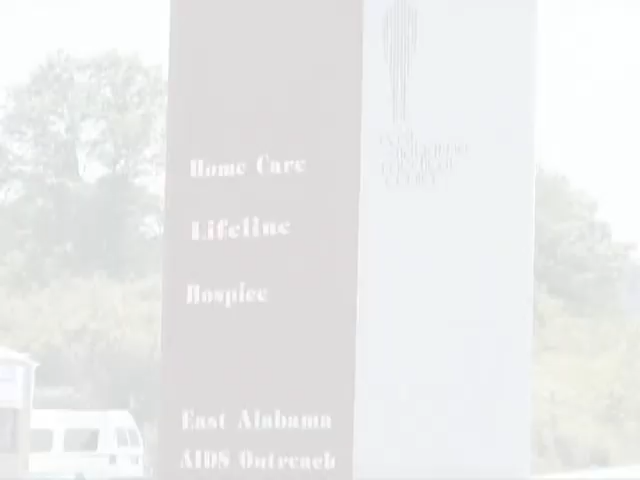 Home Care
Lifeline
Hospice
East Alabama
AIDS Outreach